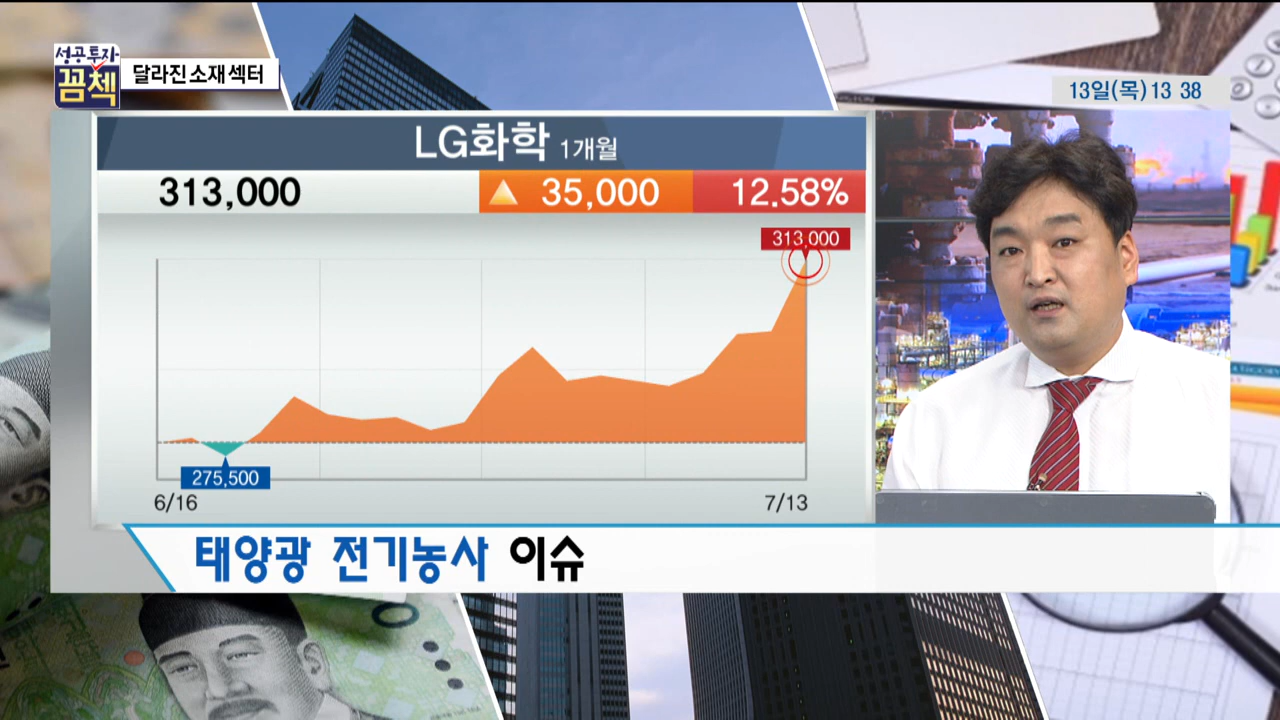 성공투자
꼼첵
달라진 소재 섹터
13일(목) 13 38
LG화학 1개월
313,000 ▲ 35,000 12.58%
313,000
275,500
6/16 7/13
태양광 전기농사 이슈